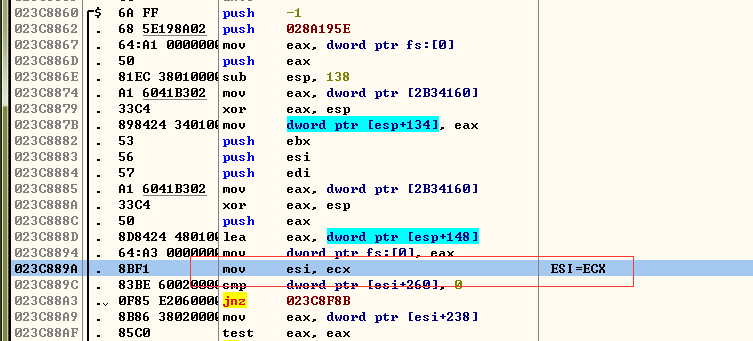 023C8860 $ 6A FF push -1
023C8862 . 68 5E198A02 push 028A195E
023C8867 . 64:A1 0000000 mov eax, dword ptr fs:[0]
023C886D . 50 push eax
023C886E . 81EC 3801000 sub esp, 138
023C8874 . A1 6041B302 mov eax, dword ptr [2B34160]
023C8879 . 33C4 xor eax, esp
023C887B . 898424 34010 mov dword ptr [esp+134], eax
023C8882 . 53 push ebx
023C8883 . 56 push esi
023C8884 . 57 push edi
023C8885 . A1 6041B302 mov eax, dword ptr [2B34160]
023C888A . 33C4 xor eax, esp
023C888C . 50 push eax
023C888D . 8D8424 48010 lea eax, dword ptr [esp+148]
023C8894 . 64:A3 0000000 mov dword ptr fs:[0], eax
023C889A . 8BF1 mov esi, ecx ESI=ECX
023C889C . 83BE 6002000 cmp dword ptr [esi+260], 0
023C88A3 . 0F85 E206000 jnz 023C8F8B
023C88A9 . 8B86 3802000 mov eax, dword ptr [esi+238]
023C88AF . 85C0 test eax, eax